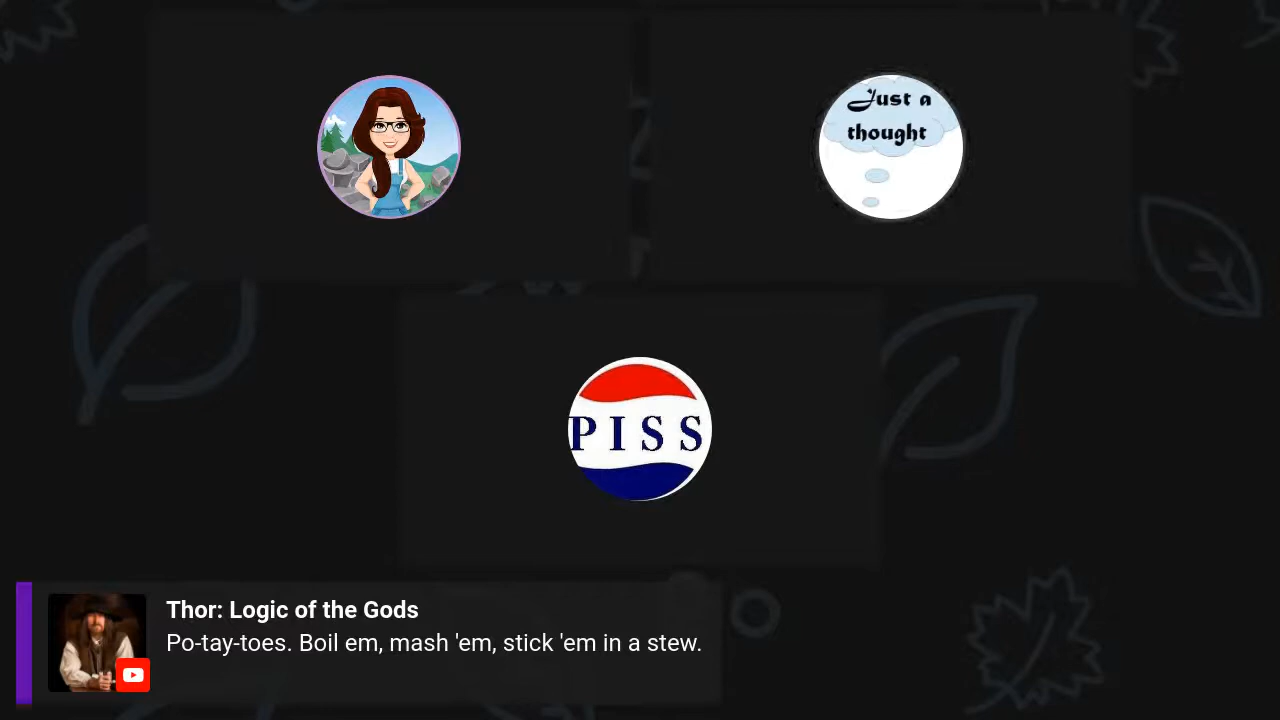 Just a
thought
PISS
Thor: Logic of the Gods
Po-tay-toes. Boil em, mash 'em, stick 'em in a stew.